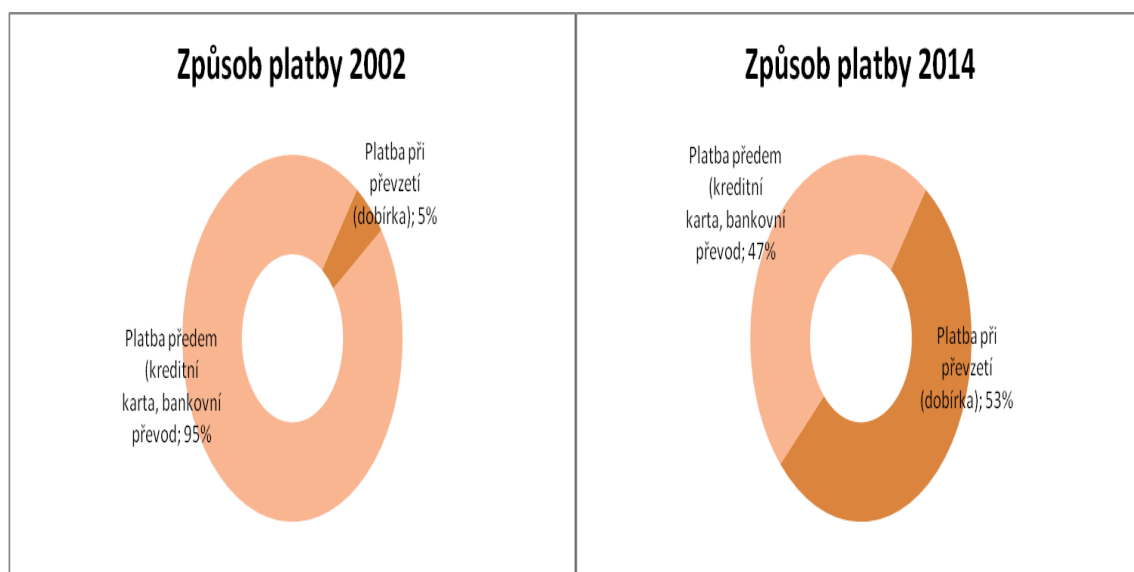 Způsob platby 2002
Platba při
převzetí
(dobírka); 5%
Platba předem
(kreditní
karta, bankovní
převod; 95%
Způsob platby 2014
Platba předem
(kreditní
karta, bankovní
převod; 47%
Platba při
převzetí
(dobírka); 53%